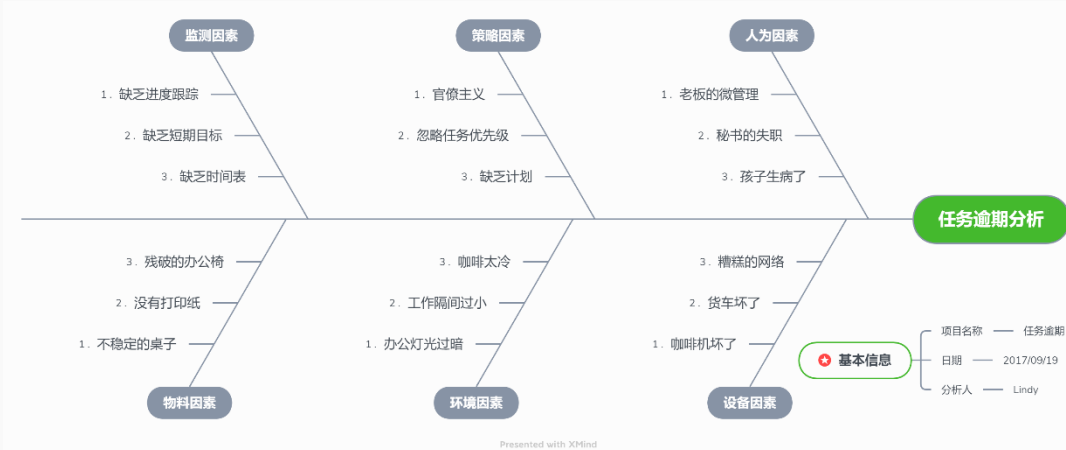 监测因素
策略因素
人为因素
1. 缺乏进度跟踪
1. 官僚主义
1. 老板的微管理
2. 缺乏短期目标
2. 忽略任务优先级
2. 秘书的失职
3. 缺乏时间表
3. 缺乏计划
3. 孩子生病了
任务逾期分析
3. 残破的办公椅
3. 咖啡太冷
3. 糟糕的网络
2. 没有打印纸
2. 工作隔间过小
2. 货车坏了
1. 不稳定的桌子
1. 办公灯光过暗
1. 咖啡机坏了
物料因素
环境因素
设备因素
基本信息
项目名称 任务逾期
日期 2017/09/19
分析人 Lindy
Presented with XMind